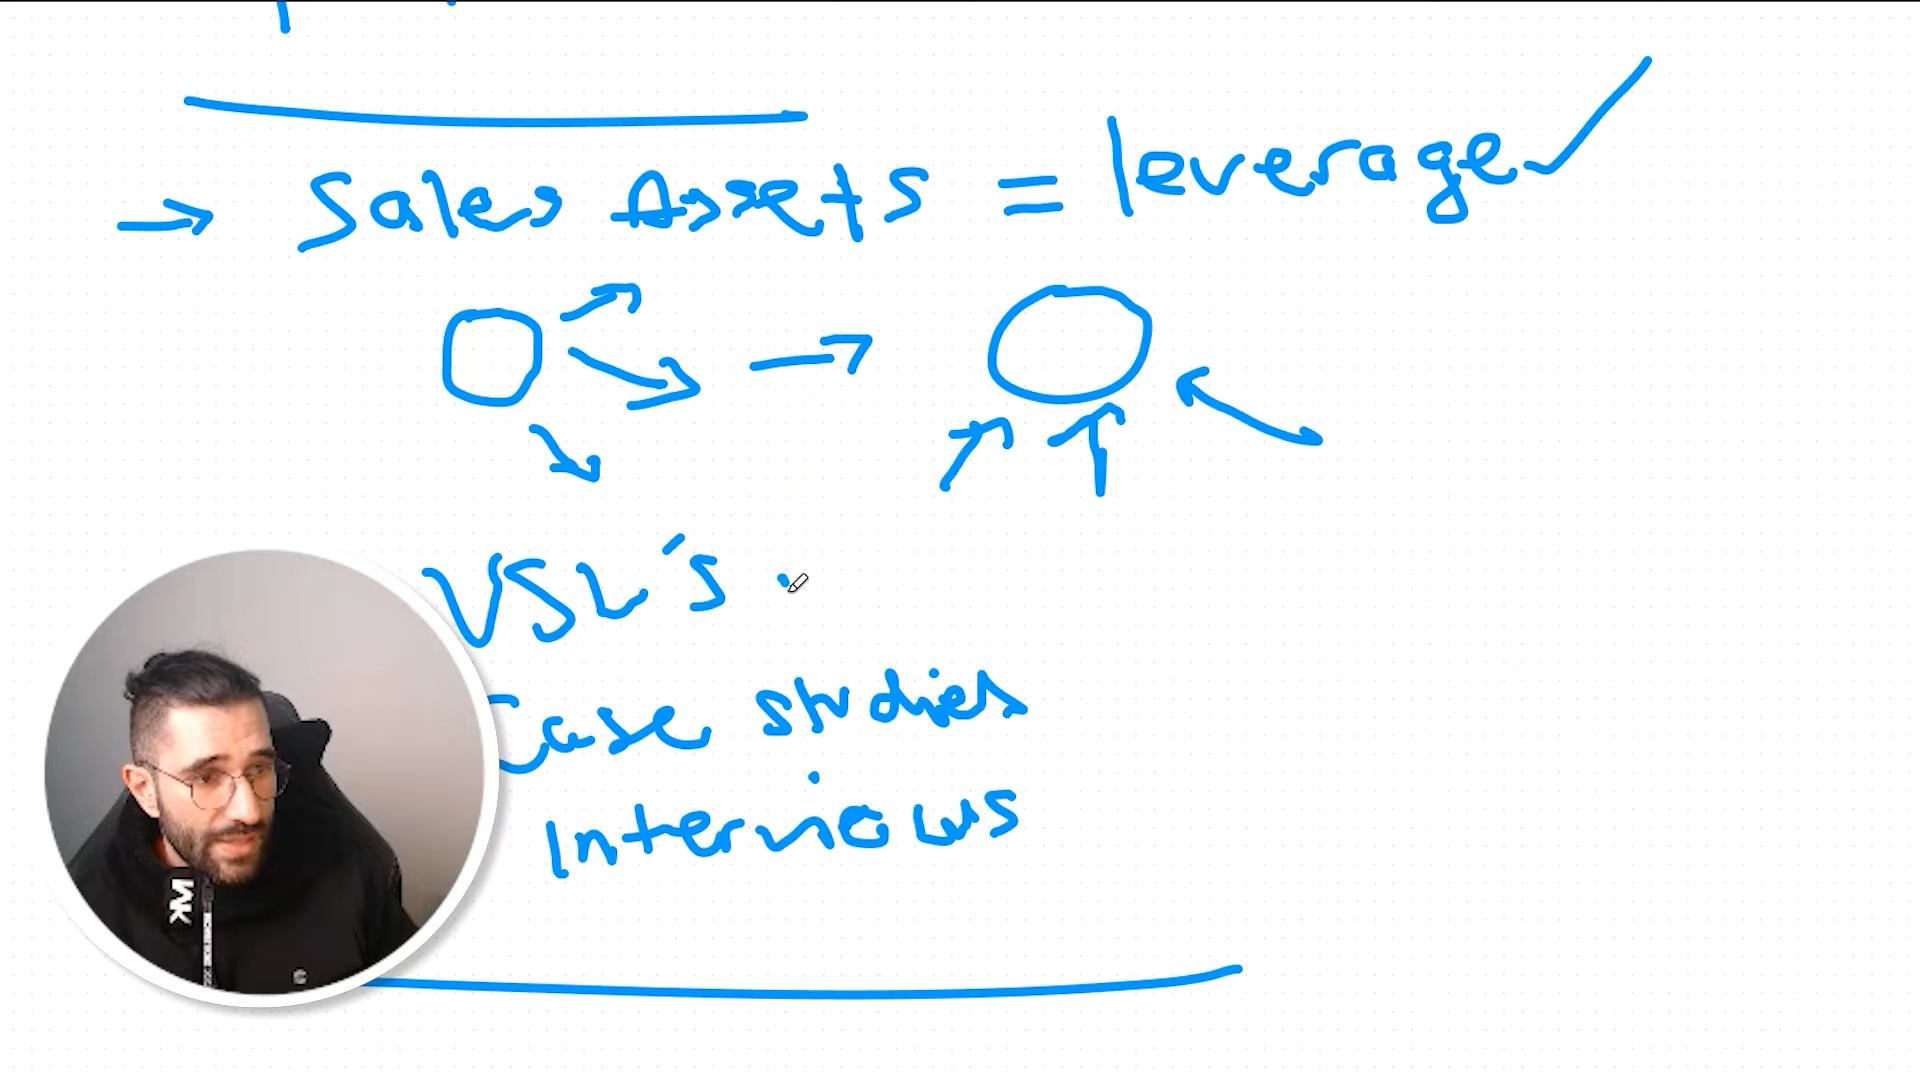 → Sales Assets = leverage
VSL's
Case studies
Interviews